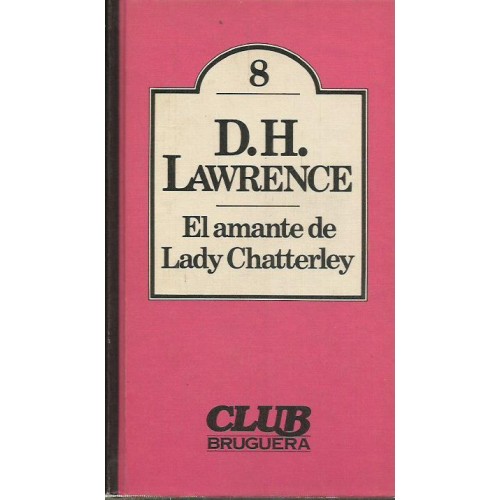 8
D.H.
LAWRENCE
El amante de
Lady Chatterley
CLUB
BRUGUERA